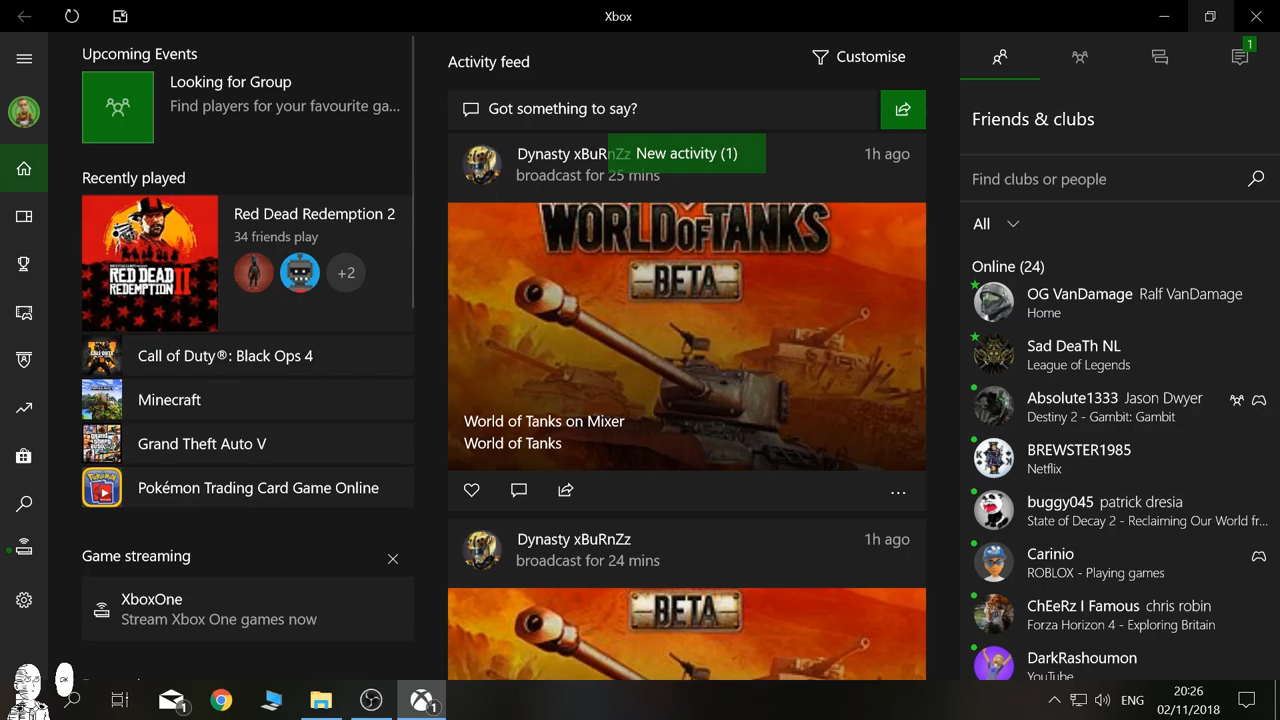 Xbox
Upcoming Events
Looking for Group
Find players for your favourite ga...
Recently played
RED DEAD REDEMPTION II
Red Dead Redemption 2
34 friends play
+2
Call of Duty®: Black Ops 4
Minecraft
Grand Theft Auto V
Pokémon Trading Card Game Online
Game streaming
XboxOne
Stream Xbox One games now
Activity feed
Customise
Got something to say?
New activity (1)
Dynasty xBuRnZz
1h ago
broadcast for 25 mins
WORLD OF TANKS
BETA
World of Tanks on Mixer
World of Tanks
Dynasty xBuRnZz
1h ago
broadcast for 24 mins
BETA
1
Friends & clubs
Find clubs or people
All
Online (24)
OG VanDamage Ralf VanDamage
Home
Sad DeaTh NL
League of Legends
Absolute1333 Jason Dwyer
Destiny 2 - Gambit: Gambit
BREWSTER1985
Netflix
buggy045 patrick dresia
State of Decay 2 - Reclaiming Our World fr...
Carinio
ROBLOX - Playing games
ChEeRz I Famous chris robin
Forza Horizon 4 - Exploring Britain
DarkRashoumon
YouTube
1
1
ENG
20:26
02/11/2018